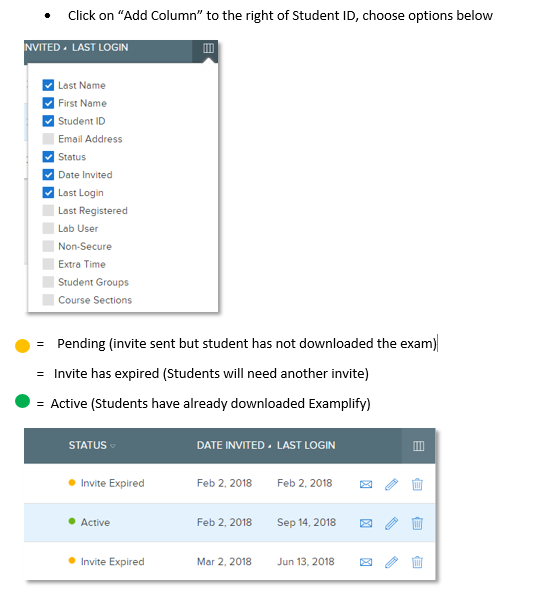 • Click on “Add Column” to the right of Student ID, choose options below
NVITED LAST LOGIN
Last Name
First Name
Student ID
Email Address
Status
Date Invited
Last Login
Last Registered
Lab User
Non-Secure
Extra Time
Student Groups
Course Sections
= Pending (invite sent but student has not downloaded the exam)
= Invite has expired (Students will need another invite)
= Active (Students have already downloaded Examplify)
STATUS DATE INVITED LAST LOGIN
Invite Expired Feb 2, 2018 Feb 2, 2018
Active Feb 2, 2018 Sep 14, 2018
Invite Expired Mar 2, 2018 Jun 13, 2018